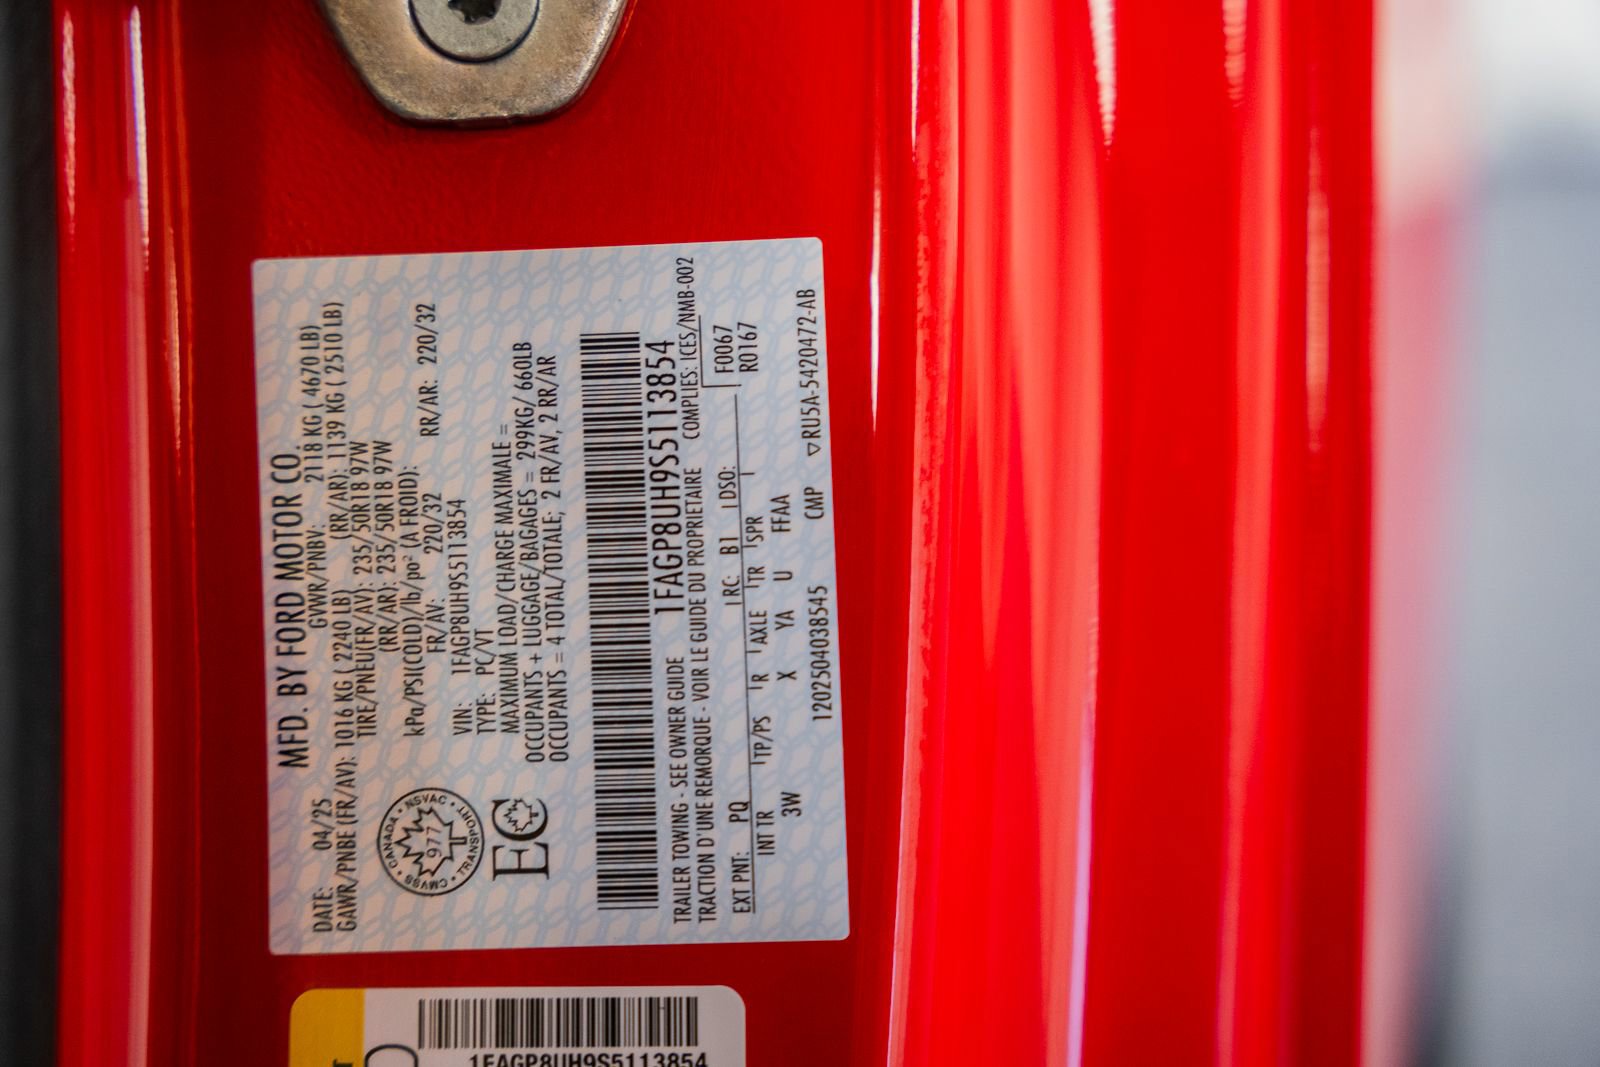 MFD. BY FORD MOTOR CO.
DATE: 04/25 GVWR/PNBV: 2118 KG ( 4670 LB)
GAWR/PNBE (FR/AV): 1016 KG ( 2240 LB) (RR/AR): 1139 KG ( 2510 LB)
TIRE/PNEU(FR/AV): 235/50R18 97W
(RR/AR): 235/50R18 97W
kPa/PSI(COLD)/lb/po² (A FROID):
FR/AV: 220/32 RR/AR: 220/32
VIN: 1FAGP8UH9S5113854
TYPE: PC/VT
MAXIMUM LOAD/CHARGE MAXIMALE =
OCCUPANTS + LUGGAGE/BAGAGES = 299KG/ 660LB
OCCUPANTS = 4 TOTAL/TOTALE; 2 FR/AV, 2 RR/AR
CANADA • NSVAC • TRANSPORT • CMVSS •
977
EC
1FAGP8UH9S5113854
TRAILER TOWING - SEE OWNER GUIDE COMPLIES: ICES/NMB-002
TRACTION D'UNE REMORQUE - VOIR LE GUIDE DU PROPRIETAIRE
EXT PNT: PQ RC: B1 DSO: F0067
R0167
INT TR TP/PS R AXLE TR SPR
3W X YA U FFAA
120250403854​5 CMP ▽RU5A-5420472-AB
1FAGP8UH9S5113854